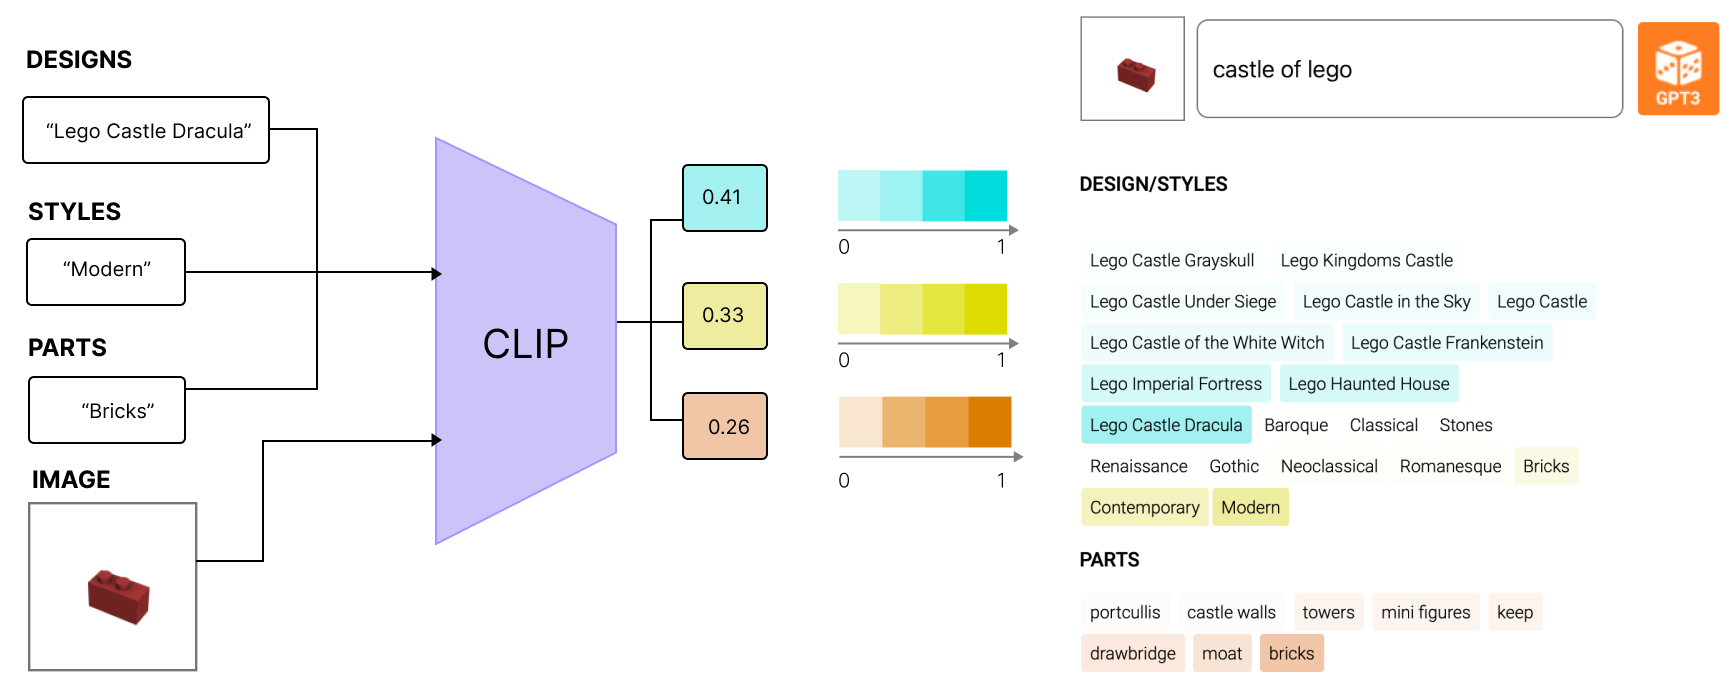 DESIGNS
“Lego Castle Dracula”
STYLES
“Modern”
PARTS
“Bricks”
IMAGE
CLIP
0.41
0.33
0.26
0 1
0 1
0 1
castle of lego
GPT3
DESIGN/STYLES
Lego Castle Grayskull Lego Kingdoms Castle
Lego Castle Under Siege Lego Castle in the Sky Lego Castle
Lego Castle of the White Witch Lego Castle Frankenstein
Lego Imperial Fortress Lego Haunted House
Lego Castle Dracula Baroque Classical Stones
Renaissance Gothic Neoclassical Romanesque Bricks
Contemporary Modern
PARTS
portcullis castle walls towers mini figures keep
drawbridge moat bricks